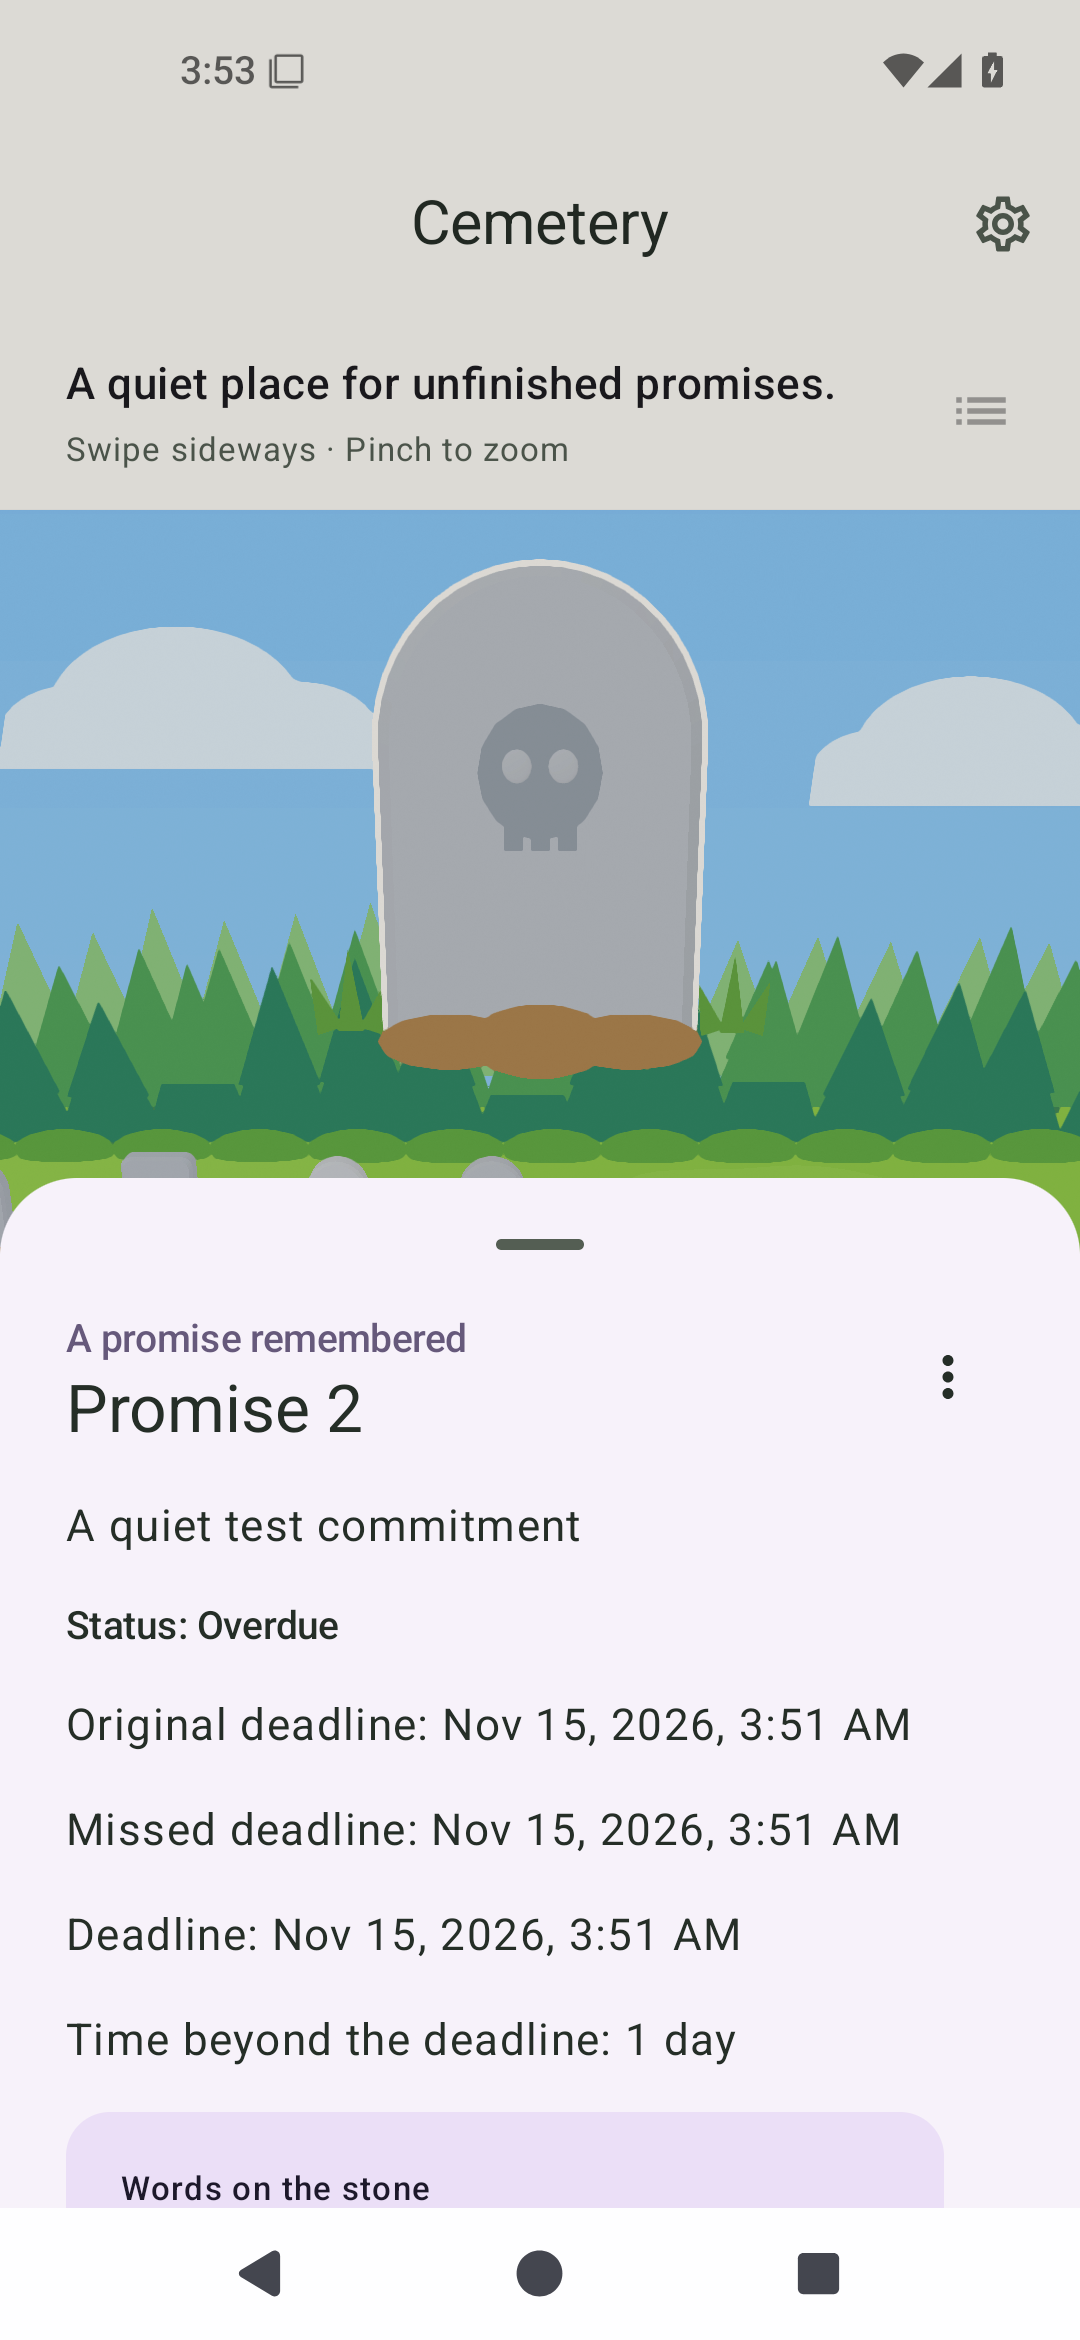 3:53
Cemetery
A quiet place for unfinished promises.
Swipe sideways · Pinch to zoom
A promise remembered
Promise 2
A quiet test commitment
Status: Overdue
Original deadline: Nov 15, 2026, 3:51 AM
Missed deadline: Nov 15, 2026, 3:51 AM
Deadline: Nov 15, 2026, 3:51 AM
Time beyond the deadline: 1 day
Words on the stone